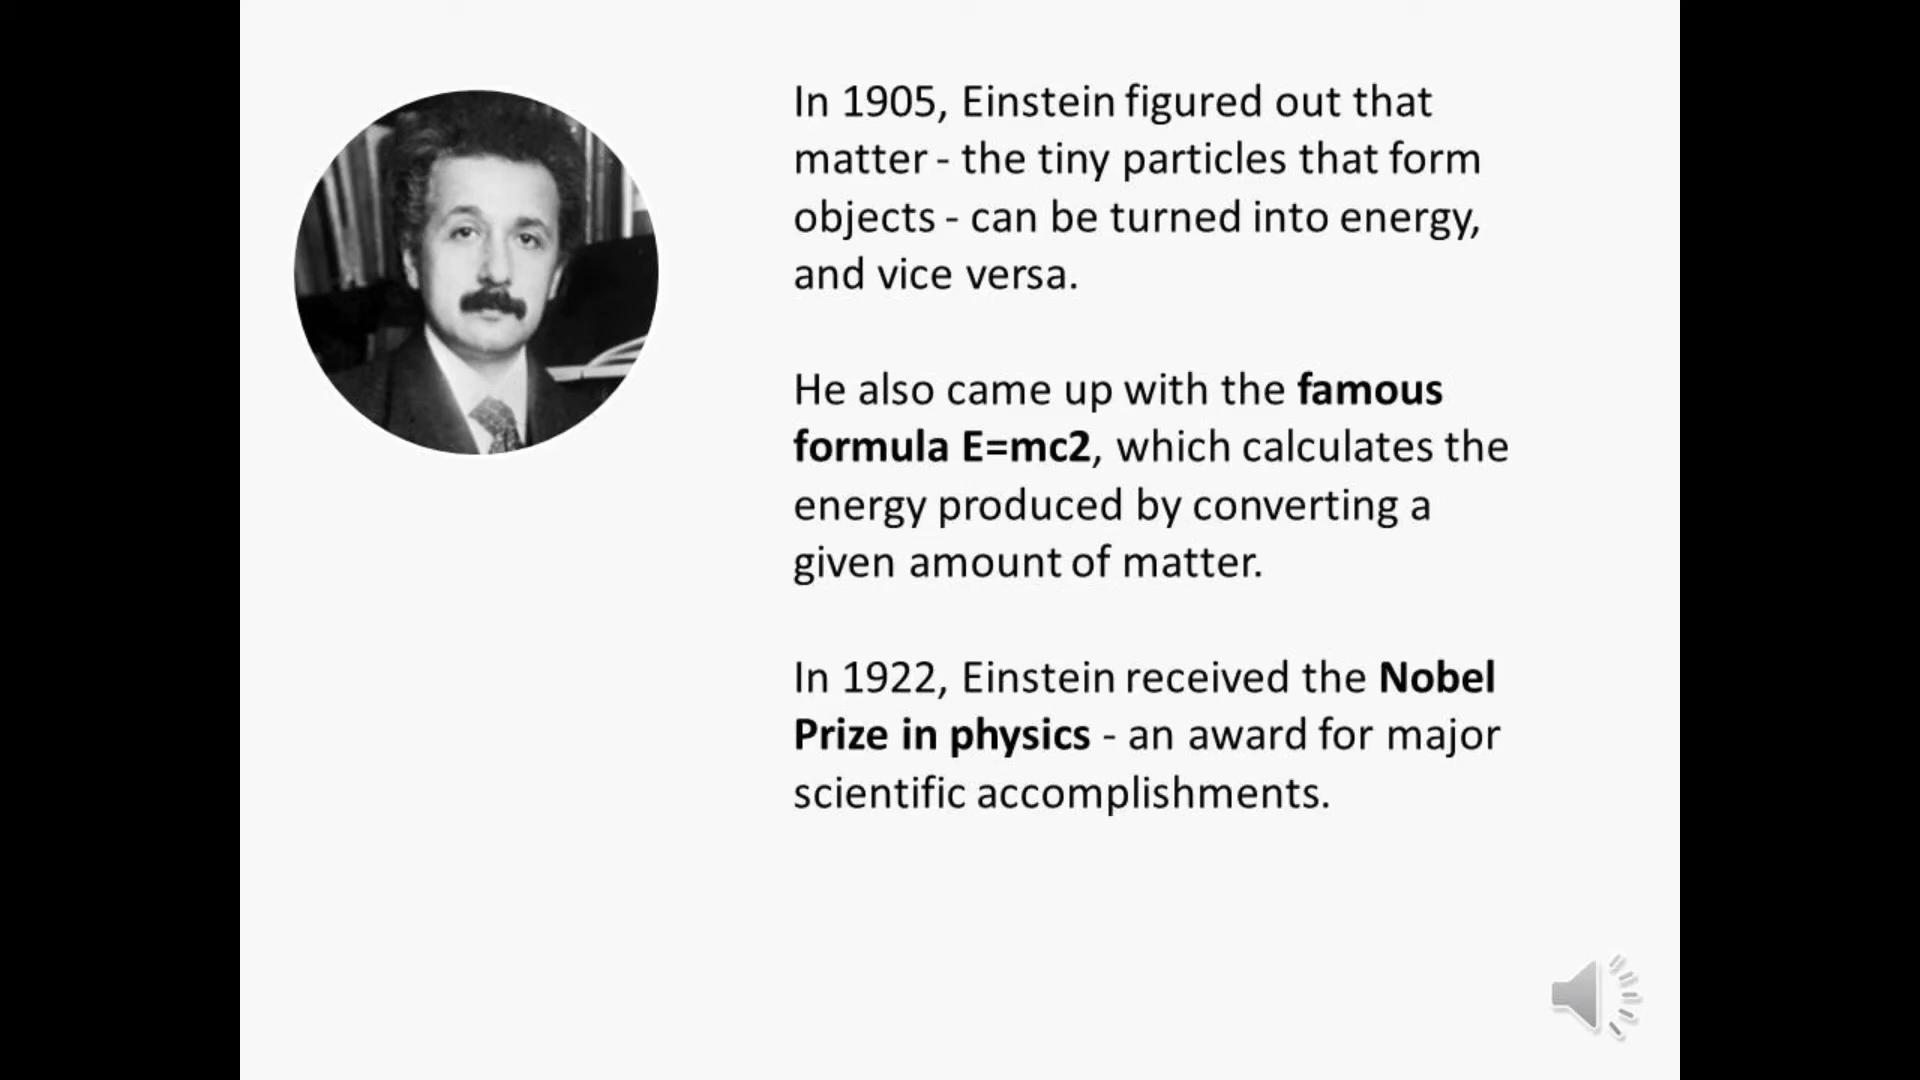 In 1905, Einstein figured out that
matter - the tiny particles that form
objects - can be turned into energy,
and vice versa.
He also came up with the famous
formula E=mc2, which calculates the
energy produced by converting a
given amount of matter.
In 1922, Einstein received the Nobel
Prize in physics - an award for major
scientific accomplishments.